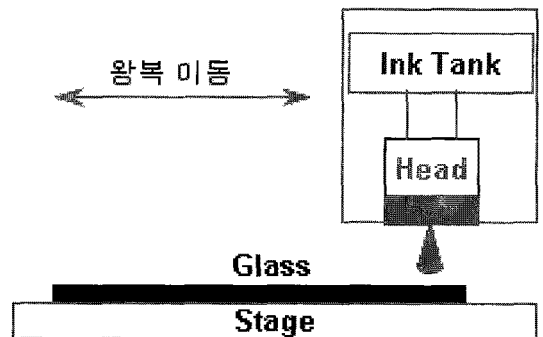 왕복 이동
Ink Tank
Head
Glass
Stage